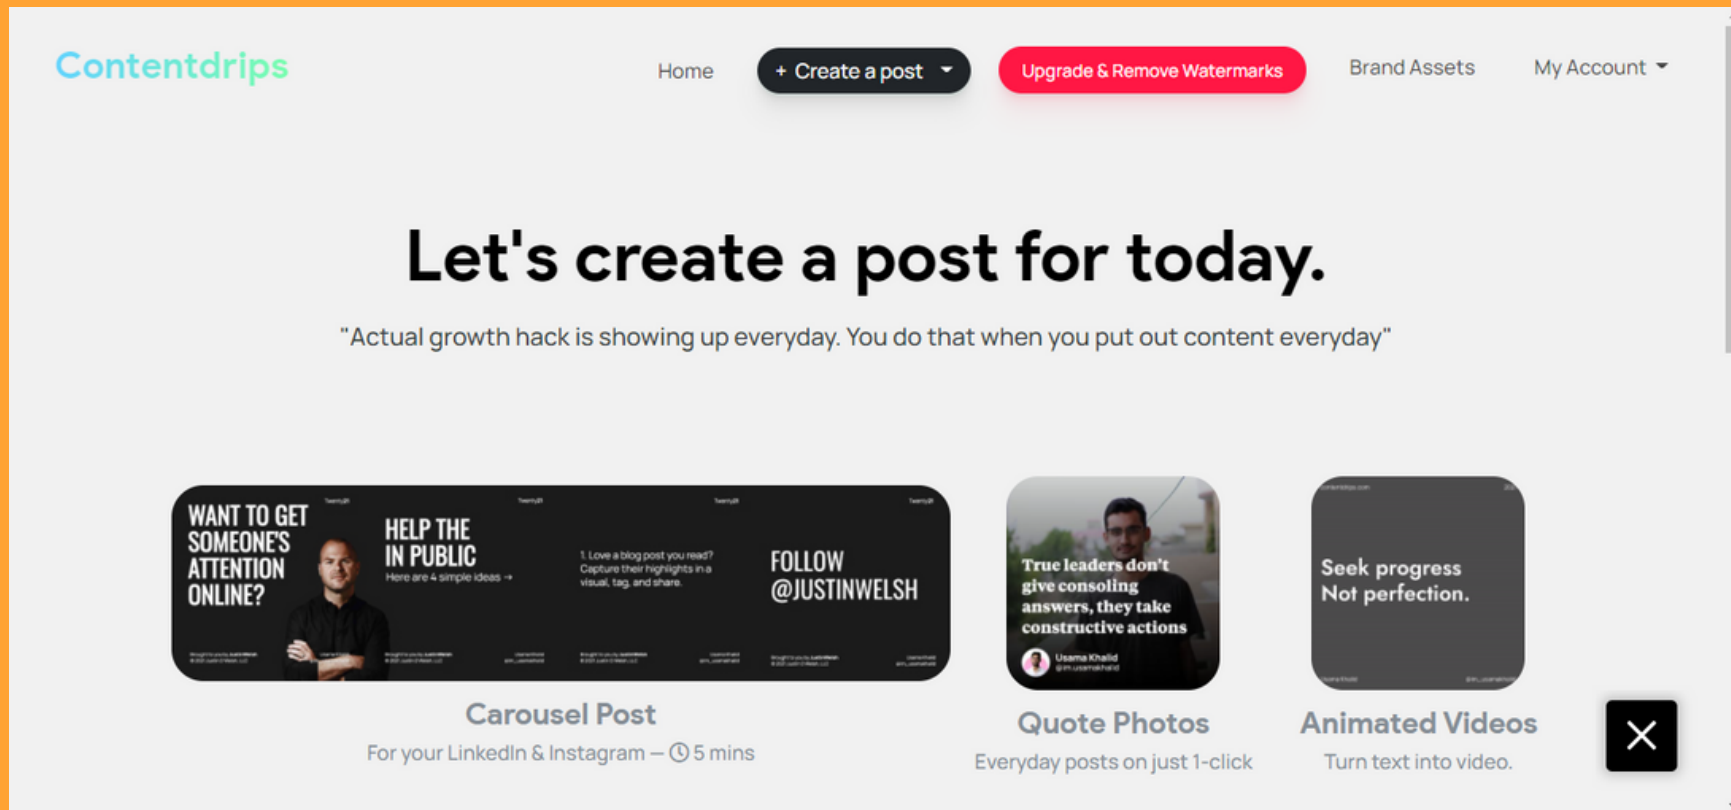 Contentdrips
Home
+ Create a post
Upgrade & Remove Watermarks
Brand Assets
My Account
Let's create a post for today.
"Actual growth hack is showing up everyday. You do that when you put out content everyday"
WANT TO GET
SOMEONE'S
ATTENTION
ONLINE?
HELP THE
IN PUBLIC
Here are 4 simple ideas →
1. Love a blog post you read?
Capture their highlights in a
visual, tag, and share.
FOLLOW
@JUSTINWELSH
True leaders don't
give consoling
answers, they take
constructive actions
Usama Khalid
@im.usamakhalid
Seek progress
Not perfection.
Carousel Post
For your LinkedIn & Instagram — 5 mins
Quote Photos
Everyday posts on just 1-click
Animated Videos
Turn text into video.